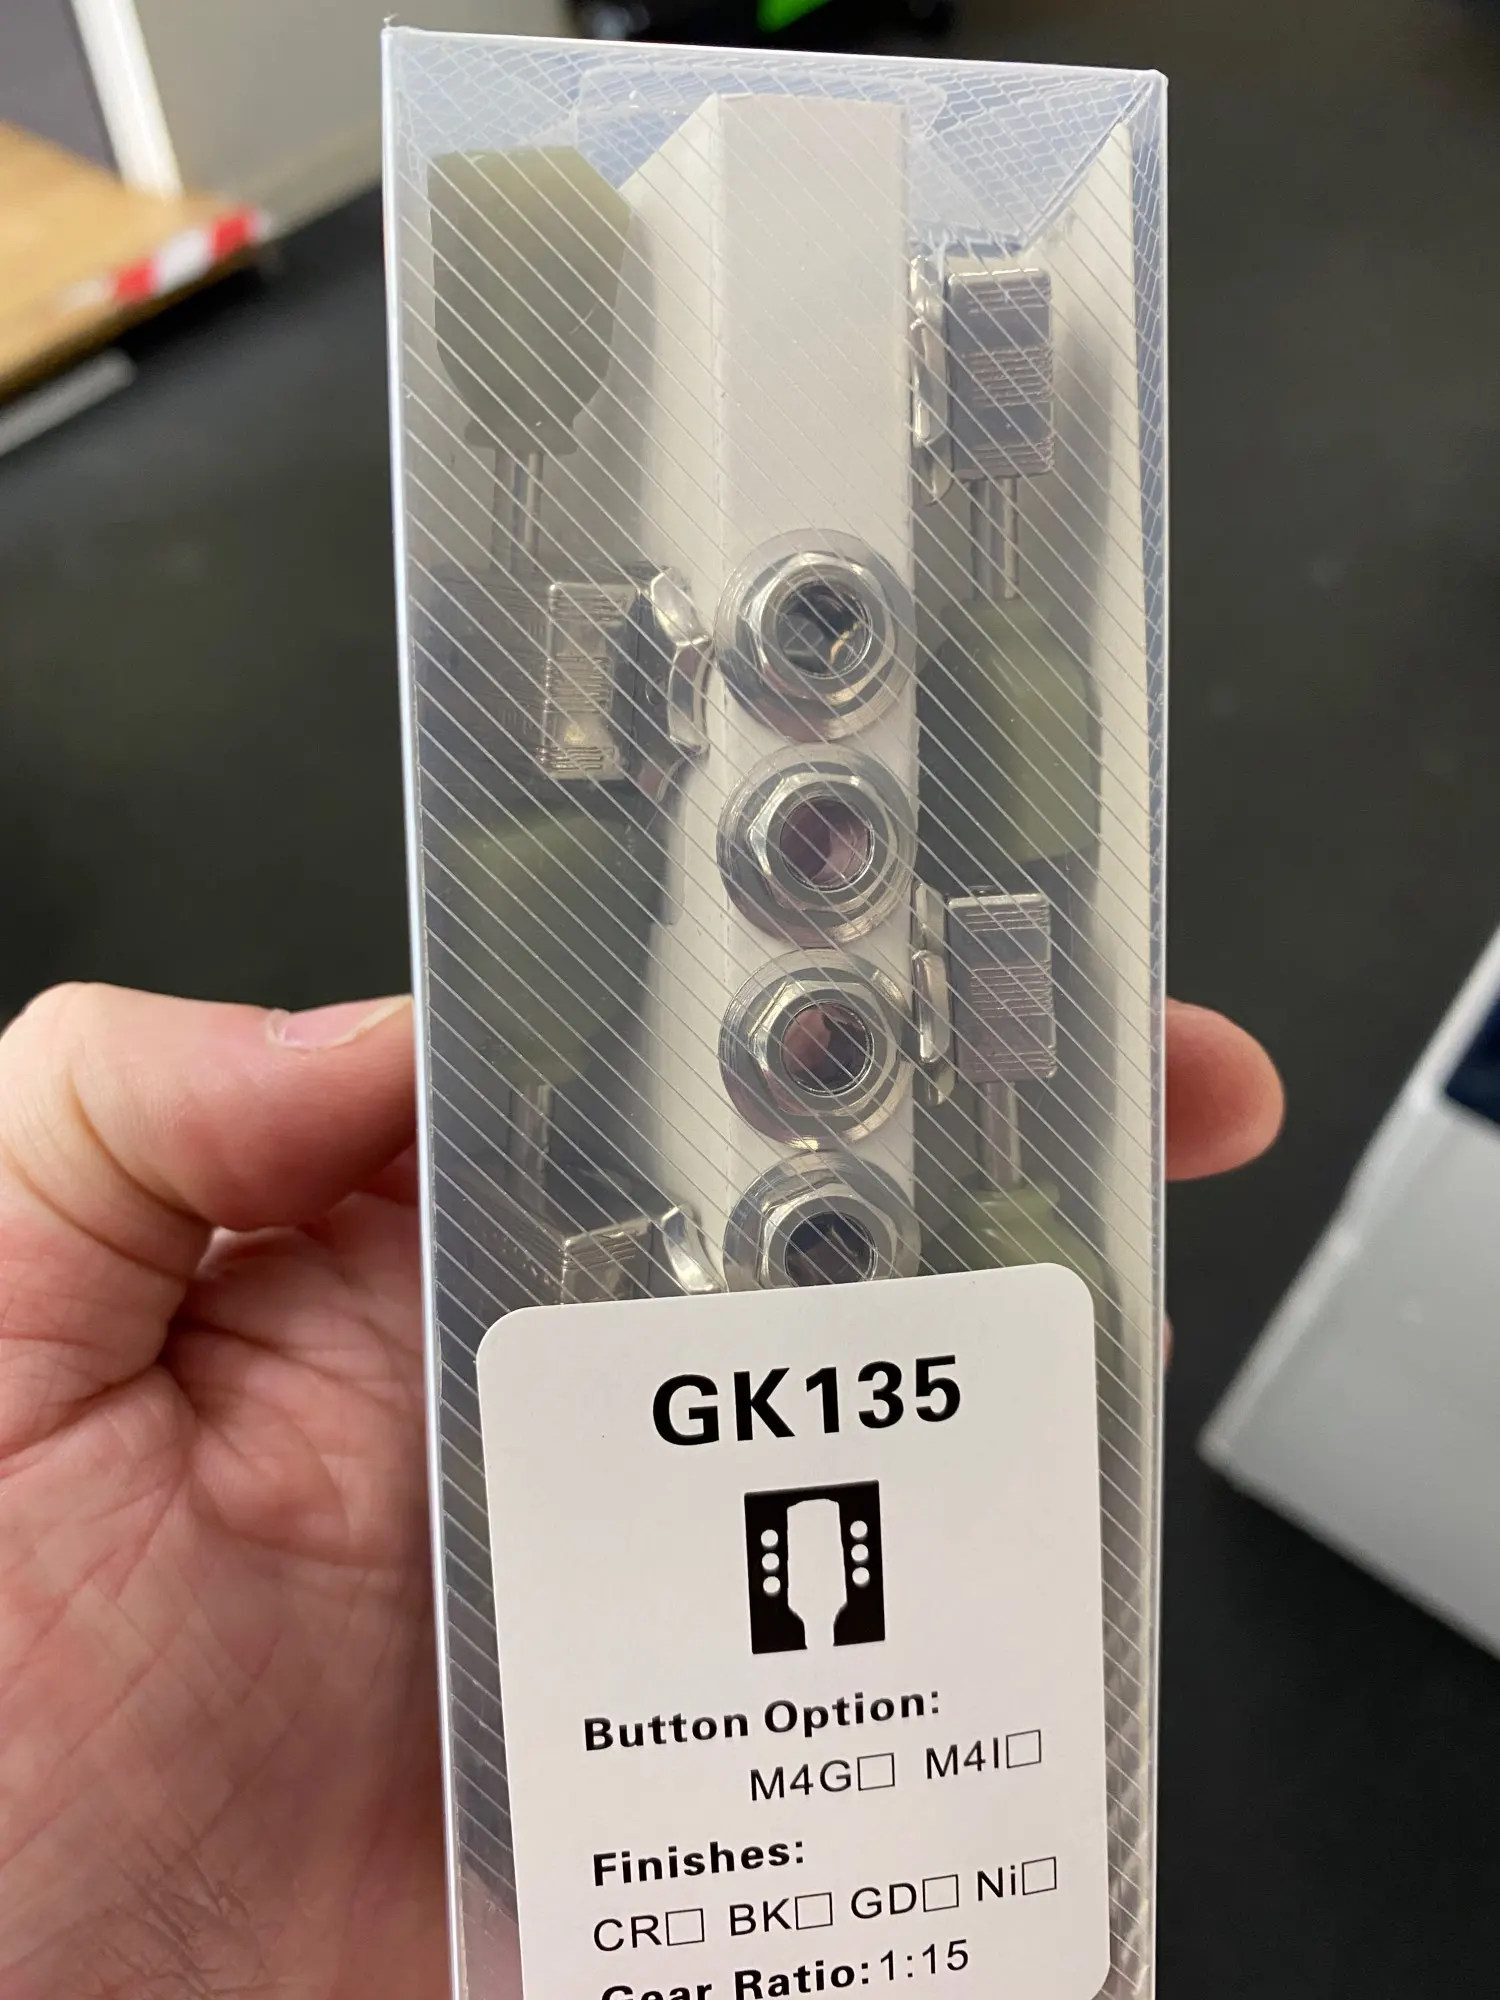 GK135
Button Option:
M4G□ M4I□
Finishes:
CR□ BK□ GD□ Ni□
Gear Ratio:1:15